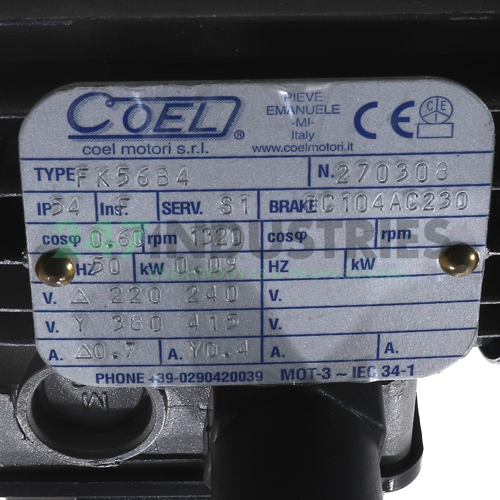 COEL ®
coel motori s.r.l.
PIEVE
EMANUELE
-MI-
Italy
www.coelmotori.it
CE
TYPE FK56B4 N. 270308
IP 54 Ins. F SERV. S1 BRAKE DC104AC230
cosφ 0.60 rpm 1320 cosφ rpm
HZ 50 kW 0.09 HZ kW
V. Δ 220 240 V.
V. Y 380 415 V.
A. Δ0.7 A. Y0.4 A. A.
PHONE +39-0290420039 MOT-3 ~ IEC 34-1
INDUSTRIES